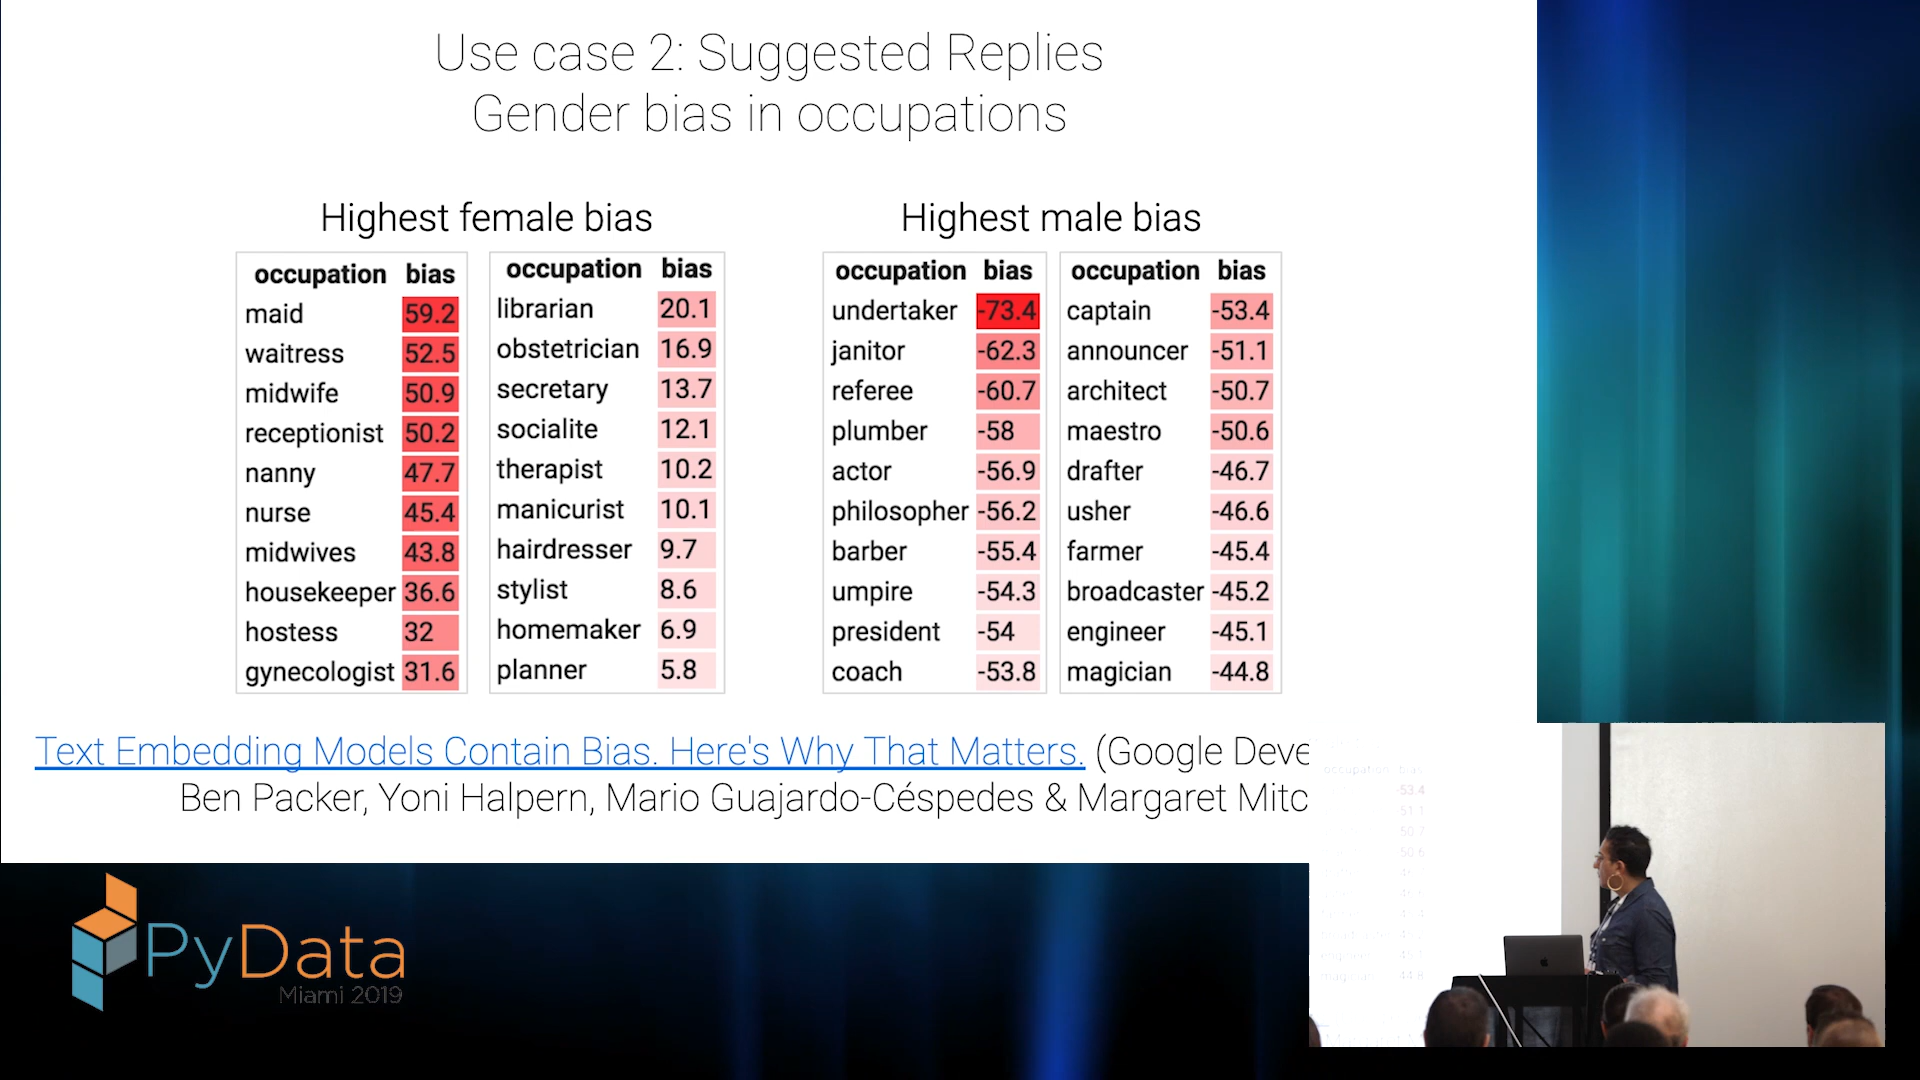 Use case 2: Suggested Replies
Gender bias in occupations
Highest female bias
occupation bias
maid 59.2
waitress 52.5
midwife 50.9
receptionist 50.2
nanny 47.7
nurse 45.4
midwives 43.8
housekeeper 36.6
hostess 32
gynecologist 31.6
occupation bias
librarian 20.1
obstetrician 16.9
secretary 13.7
socialite 12.1
therapist 10.2
manicurist 10.1
hairdresser 9.7
stylist 8.6
homemaker 6.9
planner 5.8
Highest male bias
occupation bias
undertaker -73.4
janitor -62.3
referee -60.7
plumber -58
actor -56.9
philosopher -56.2
barber -55.4
umpire -54.3
president -54
coach -53.8
occupation bias
captain -53.4
announcer -51.1
architect -50.7
maestro -50.6
drafter -46.7
usher -46.6
farmer -45.4
broadcaster -45.2
engineer -45.1
magician -44.8
Text Embedding Models Contain Bias. Here's Why That Matters. (Google Deve
Ben Packer, Yoni Halpern, Mario Guajardo-Céspedes & Margaret Mitc
PyData
Miami 2019